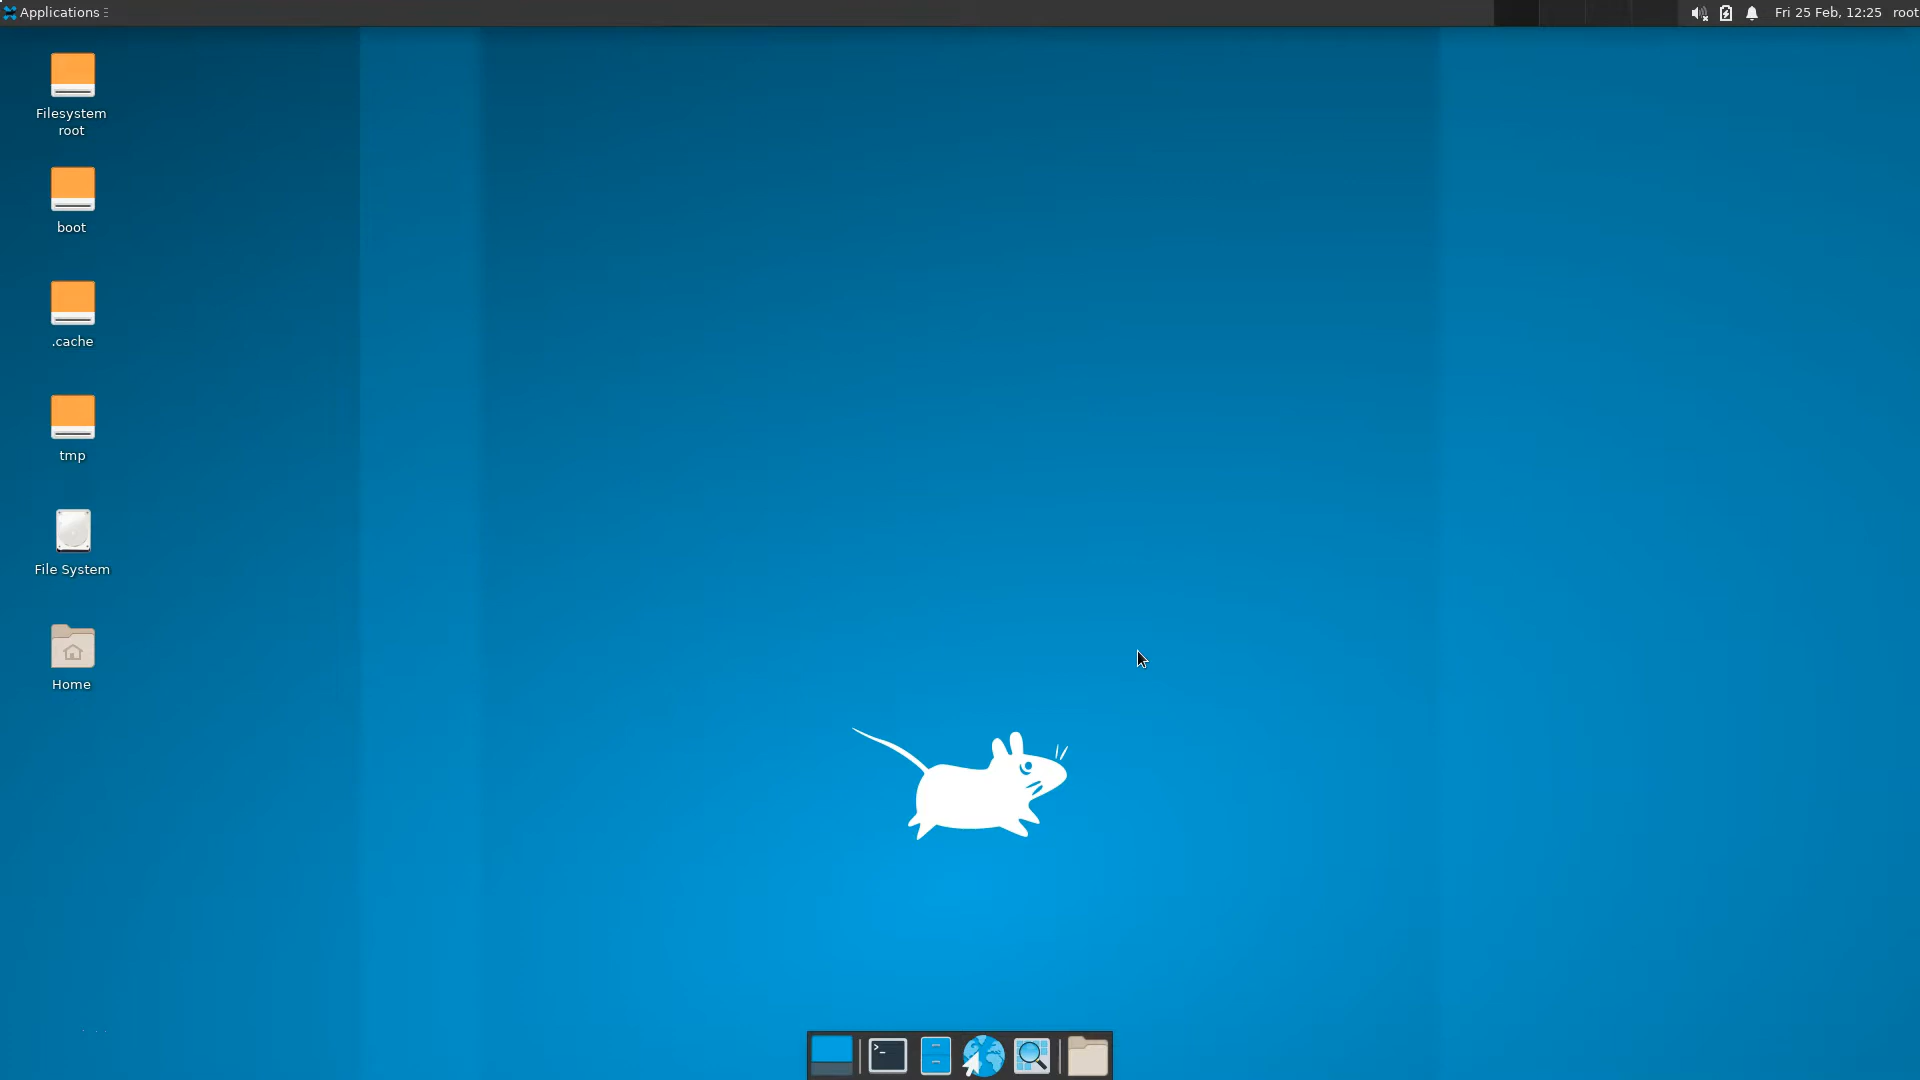 Applications
Fri 25 Feb, 12:25
root
Filesystem
root
boot
.cache
tmp
File System
Home